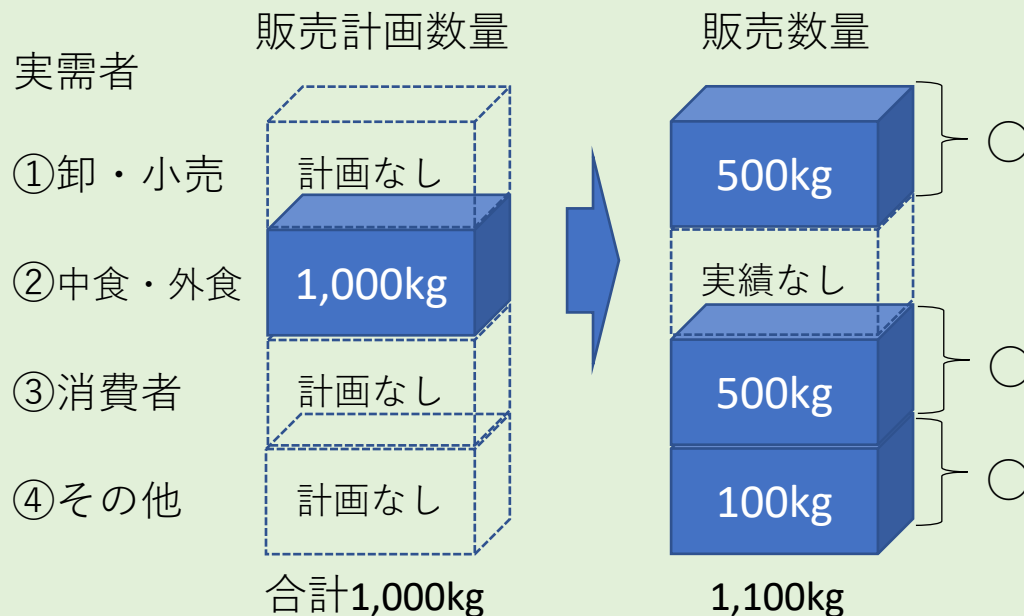 販売計画数量 販売数量
実需者
①卸・小売 計画なし 500kg ○
②中食・外食 1,000kg 実績なし
③消費者 計画なし 500kg ○
④その他 計画なし 100kg ○
合計1,000kg 1,100kg